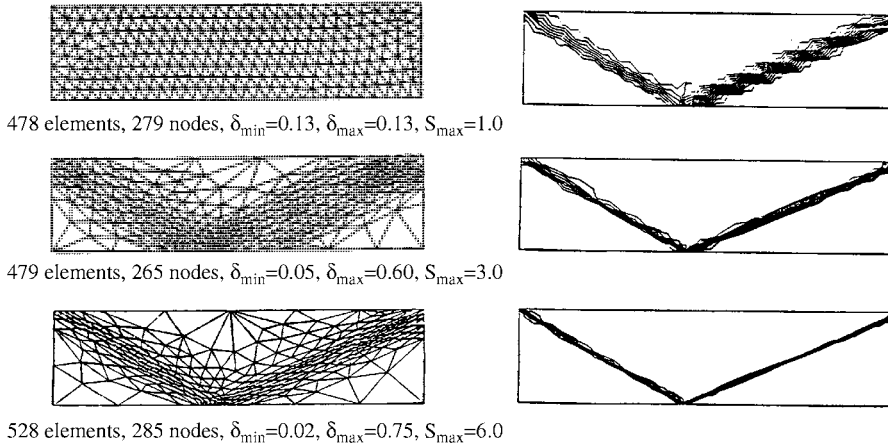 478 elements, 279 nodes, δmin=0.13, δmax=0.13, Smax=1.0
479 elements, 265 nodes, δmin=0.05, δmax=0.60, Smax=3.0
528 elements, 285 nodes, δmin=0.02, δmax=0.75, Smax=6.0